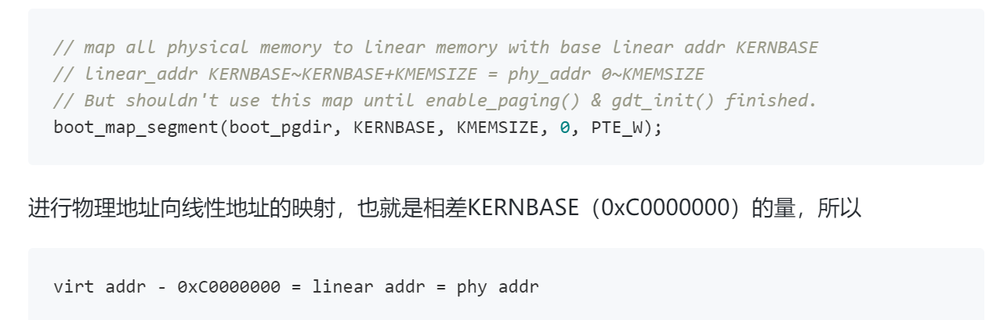 // map all physical memory to linear memory with base linear addr KERNBASE
// linear_addr KERNBASE~KERNBASE+KMEMSIZE = phy_addr 0~KMEMSIZE
// But shouldn't use this map until enable_paging() & gdt_init() finished.
boot_map_segment(boot_pgdir, KERNBASE, KMEMSIZE, 0, PTE_W);
进行物理地址向线性地址的映射，也就是相差KERNBASE（0xC0000000）的量，所以
virt addr - 0xC0000000 = linear addr = phy addr